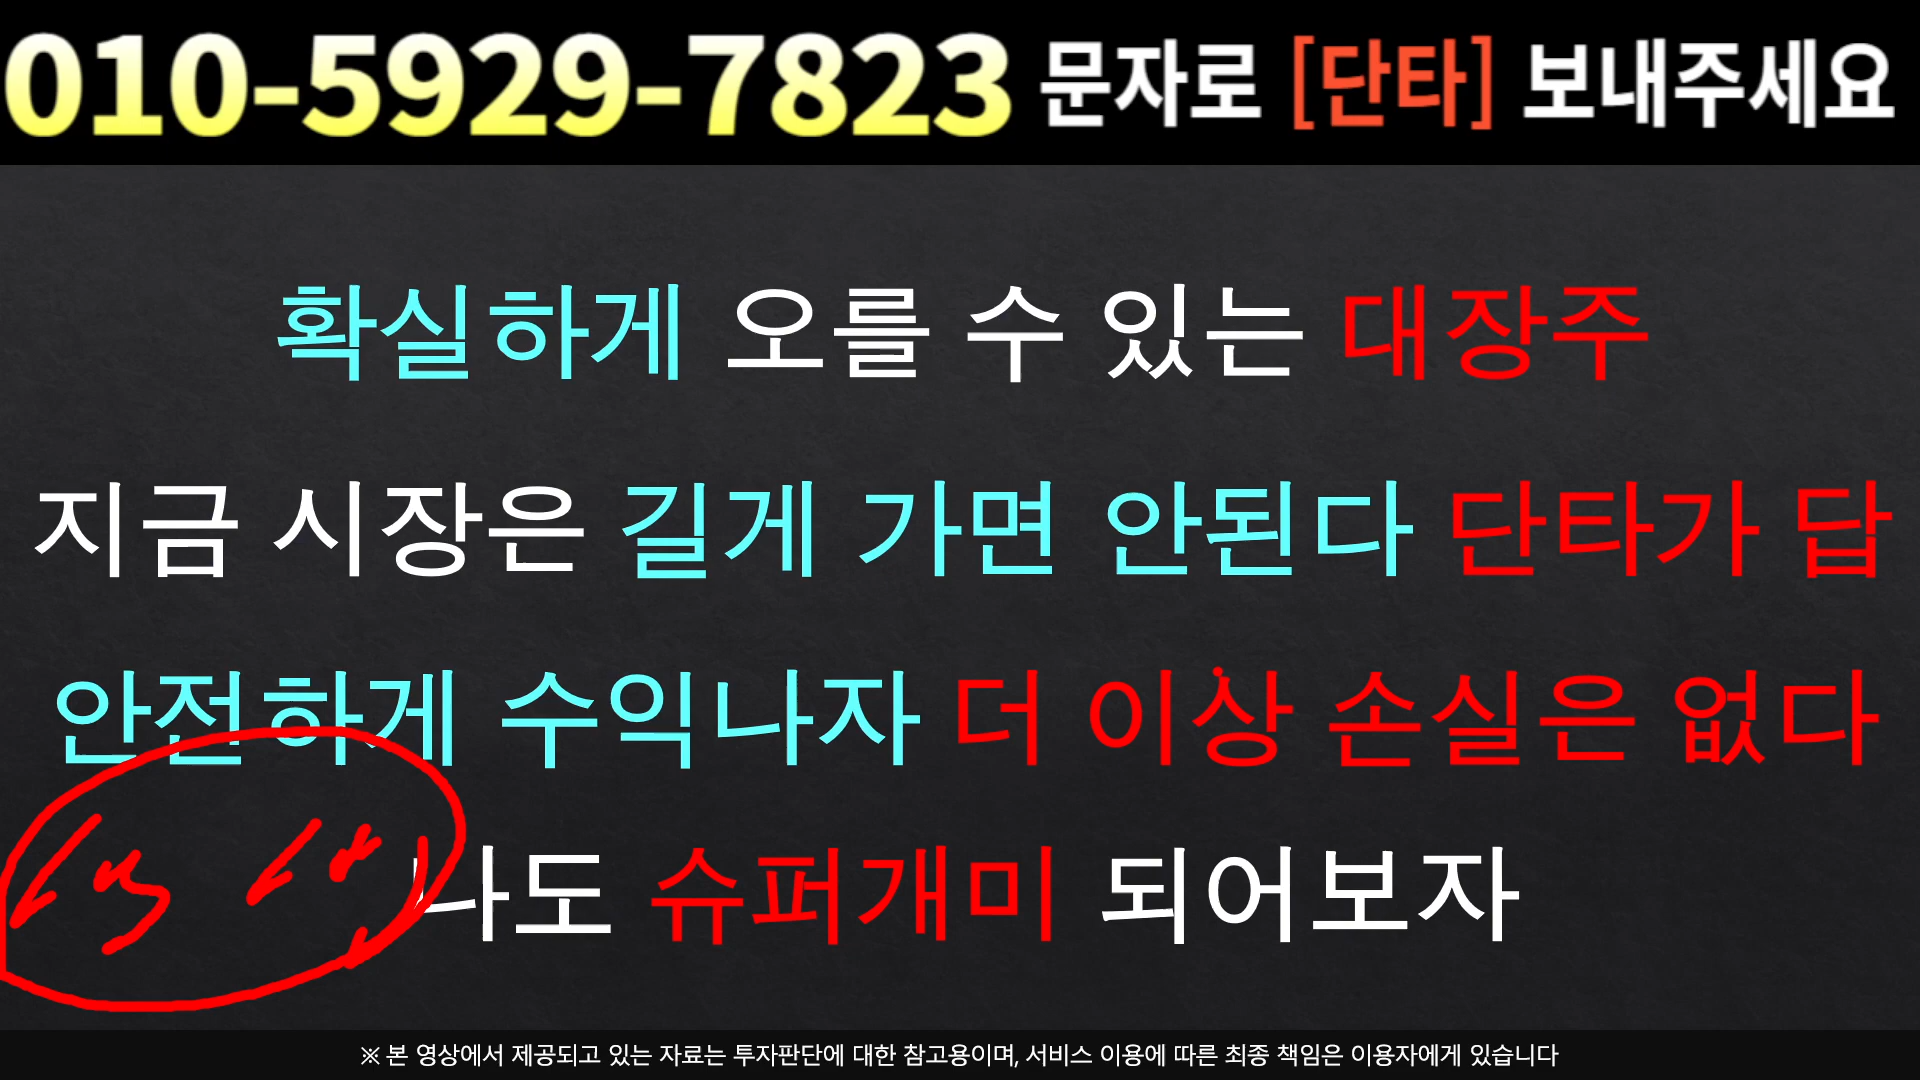 010-5929-7823 문자로 [단타] 보내주세요
확실하게 오를 수 있는 대장주
지금 시장은 길게 가면 안된다 단타가 답
안전하게 수익나자 더 이상 손실은 없다
나도 슈퍼개미 되어보자
※ 본 영상에서 제공되고 있는 자료는 투자판단에 대한 참고용이며, 서비스 이용에 따른 최종 책임은 이용자에게 있습니다